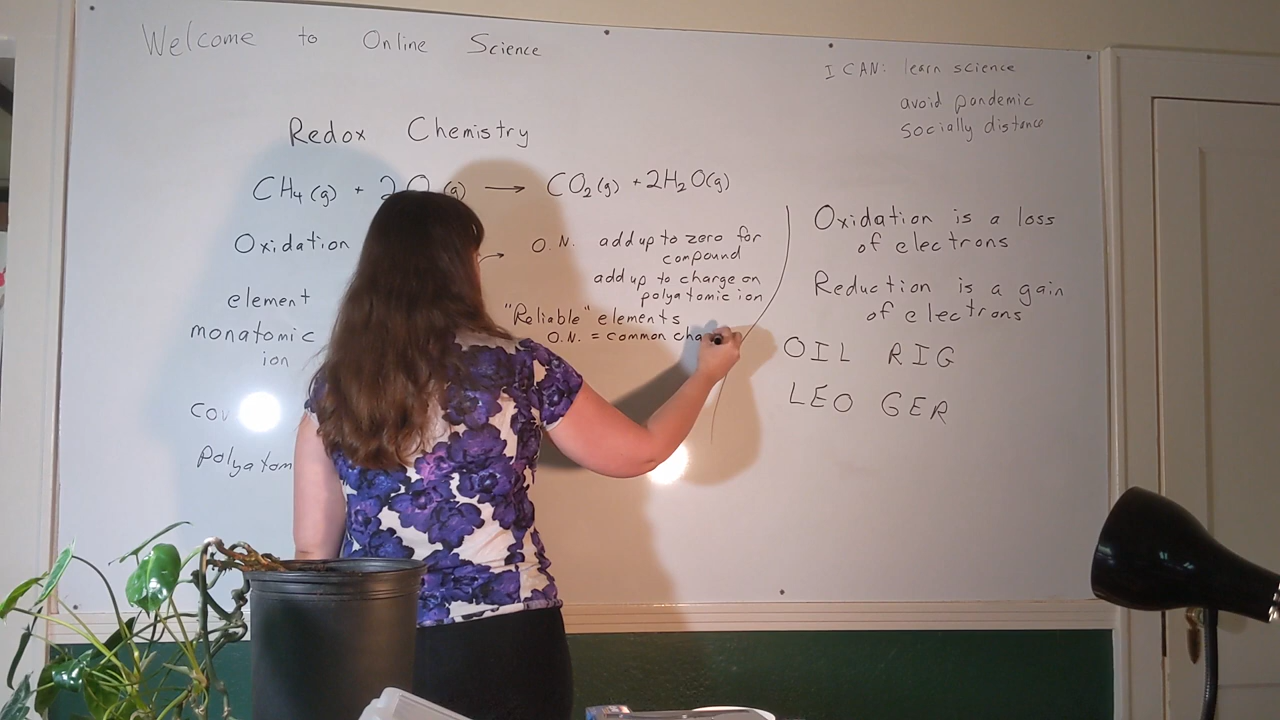 Welcome to Online Science
I CAN: learn science
avoid pandemic
socially distance
Redox Chemistry
CH4(g) + 2O (g) → CO2(g) + 2H2O(g)
Oxidation
element
monatomic
ion
cov
Polyatom
→ O.N. add up to zero for
compound
add up to charge on
polyatomic ion
"Reliable" elements
O.N. = common cha
Oxidation is a loss
of electrons
Reduction is a gain
of electrons
OIL RIG
LEO GER